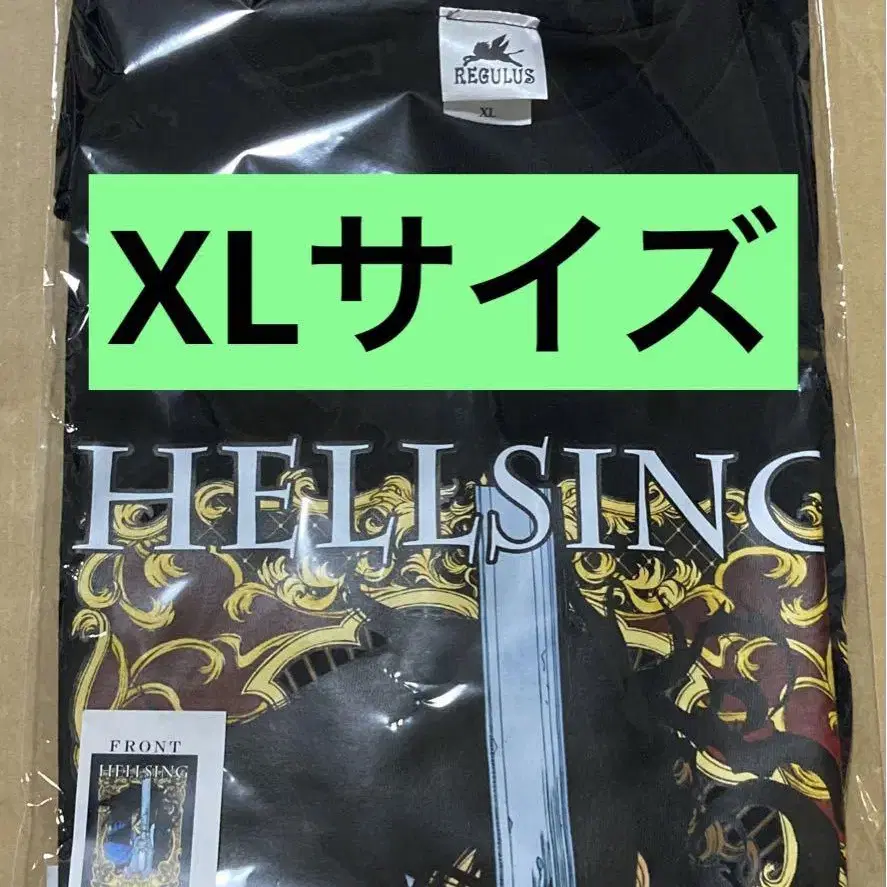 REGULUS
XL
XLサイズ
HELLSING
FRONT
HELLSING